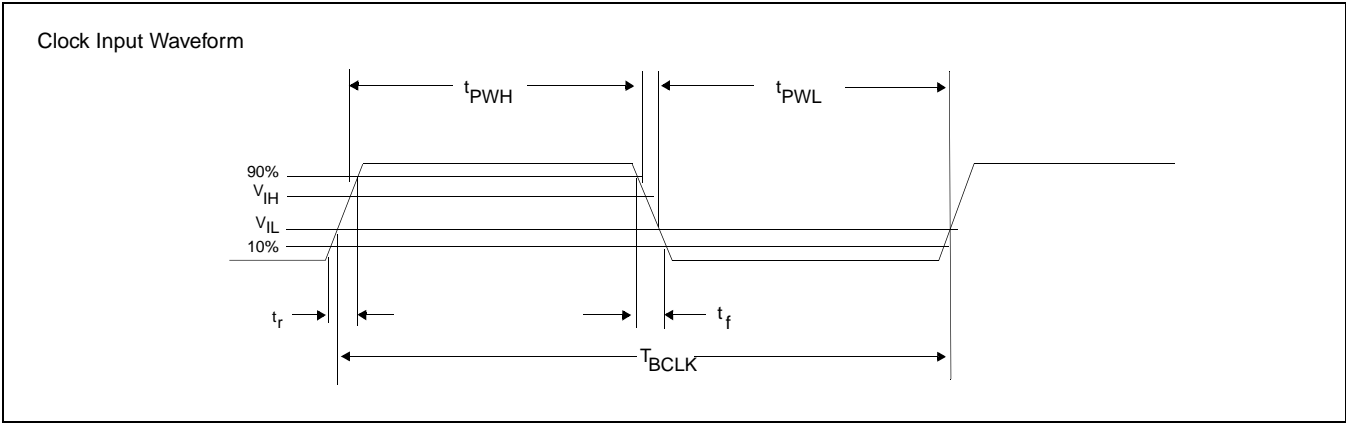 Clock Input Waveform
tPWH
tPWL
90%
VIH
VIL
10%
tr
tf
TBCLK